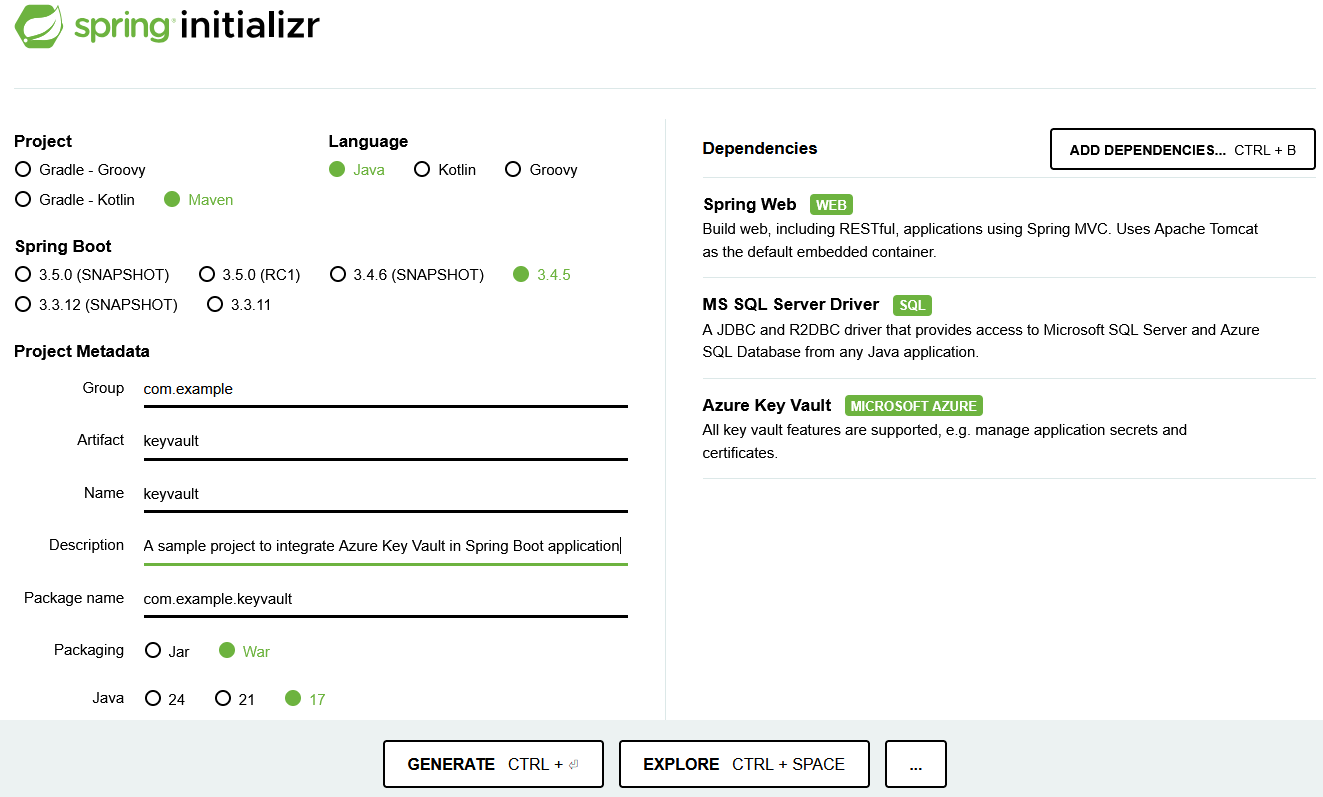 spring initializr
Project
Gradle - Groovy
Gradle - Kotlin Maven
Language
Java Kotlin Groovy
Spring Boot
3.5.0 (SNAPSHOT) 3.5.0 (RC1) 3.4.6 (SNAPSHOT) 3.4.5
3.3.12 (SNAPSHOT) 3.3.11
Project Metadata
Group com.example
Artifact keyvault
Name keyvault
Description A sample project to integrate Azure Key Vault in Spring Boot application
Package name com.example.keyvault
Packaging Jar War
Java 24 21 17
Dependencies ADD DEPENDENCIES... CTRL + B
Spring Web WEB
Build web, including RESTful, applications using Spring MVC. Uses Apache Tomcat
as the default embedded container.
MS SQL Server Driver SQL
A JDBC and R2DBC driver that provides access to Microsoft SQL Server and Azure
SQL Database from any Java application.
Azure Key Vault MICROSOFT AZURE
All key vault features are supported, e.g. manage application secrets and
certificates.
GENERATE CTRL + ⏎ EXPLORE CTRL + SPACE ...